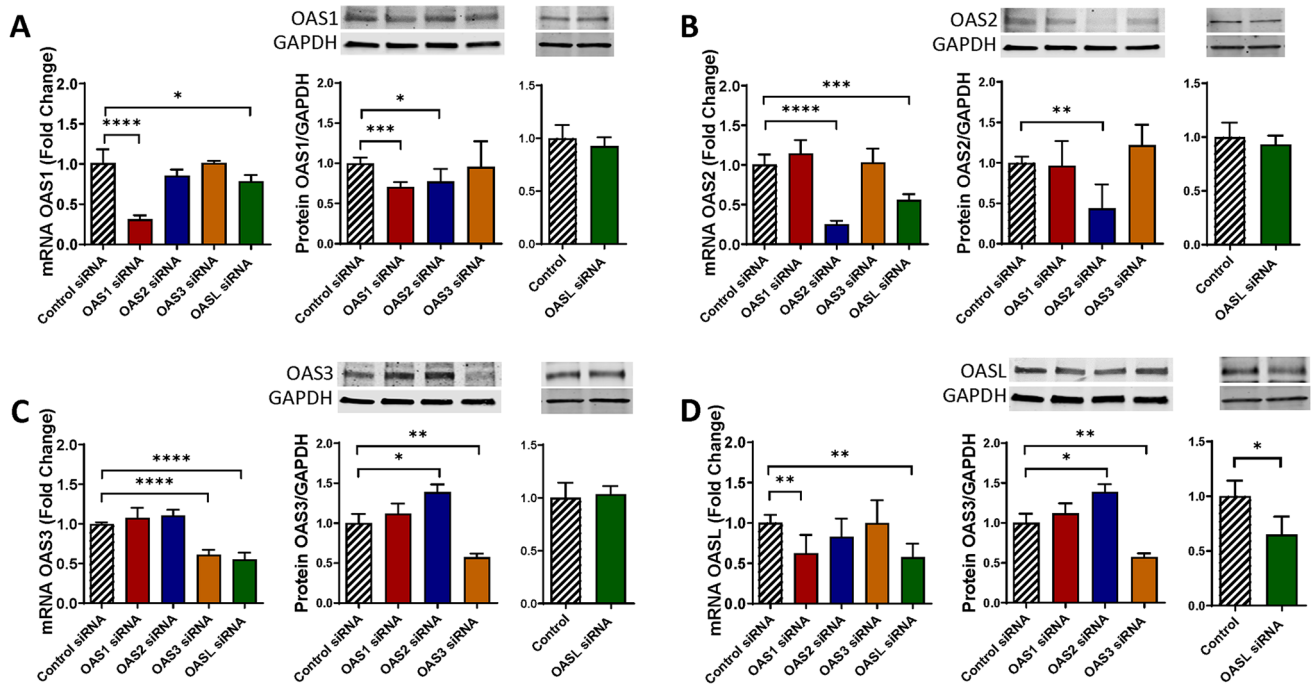 A
OAS1
GAPDH
mRNA OAS1 (Fold Change)
2.0
1.5
1.0
0.5
0.0
*
****
Control siRNA
OAS1 siRNA
OAS2 siRNA
OAS3 siRNA
OASL siRNA
Protein OAS1/GAPDH
2.0
1.5
1.0
0.5
0.0
*
***
Control siRNA
OAS1 siRNA
OAS2 siRNA
OAS3 siRNA
1.5
1.0
0.5
0.0
Control
OASL siRNA
B
OAS2
GAPDH
mRNA OAS2 (Fold Change)
2.0
1.5
1.0
0.5
0.0
***
****
Control siRNA
OAS1 siRNA
OAS2 siRNA
OAS3 siRNA
OASL siRNA
Protein OAS2/GAPDH
2.0
1.5
1.0
0.5
0.0
**
Control siRNA
OAS1 siRNA
OAS2 siRNA
OAS3 siRNA
1.5
1.0
0.5
0.0
Control
OASL siRNA
C
OAS3
GAPDH
mRNA OAS3 (Fold Change)
2.0
1.5
1.0
0.5
0.0
****
****
Control siRNA
OAS1 siRNA
OAS2 siRNA
OAS3 siRNA
OASL siRNA
Protein OAS3/GAPDH
2.0
1.5
1.0
0.5
0.0
**
*
Control siRNA
OAS1 siRNA
OAS2 siRNA
OAS3 siRNA
1.5
1.0
0.5
0.0
Control
OASL siRNA
D
OASL
GAPDH
mRNA OASL (Fold Change)
2.0
1.5
1.0
0.5
0.0
**
**
Control siRNA
OAS1 siRNA
OAS2 siRNA
OAS3 siRNA
OASL siRNA
Protein OAS3/GAPDH
2.0
1.5
1.0
0.5
0.0
**
*
Control siRNA
OAS1 siRNA
OAS2 siRNA
OAS3 siRNA
1.5
1.0
0.5
0.0
*
Control
OASL siRNA